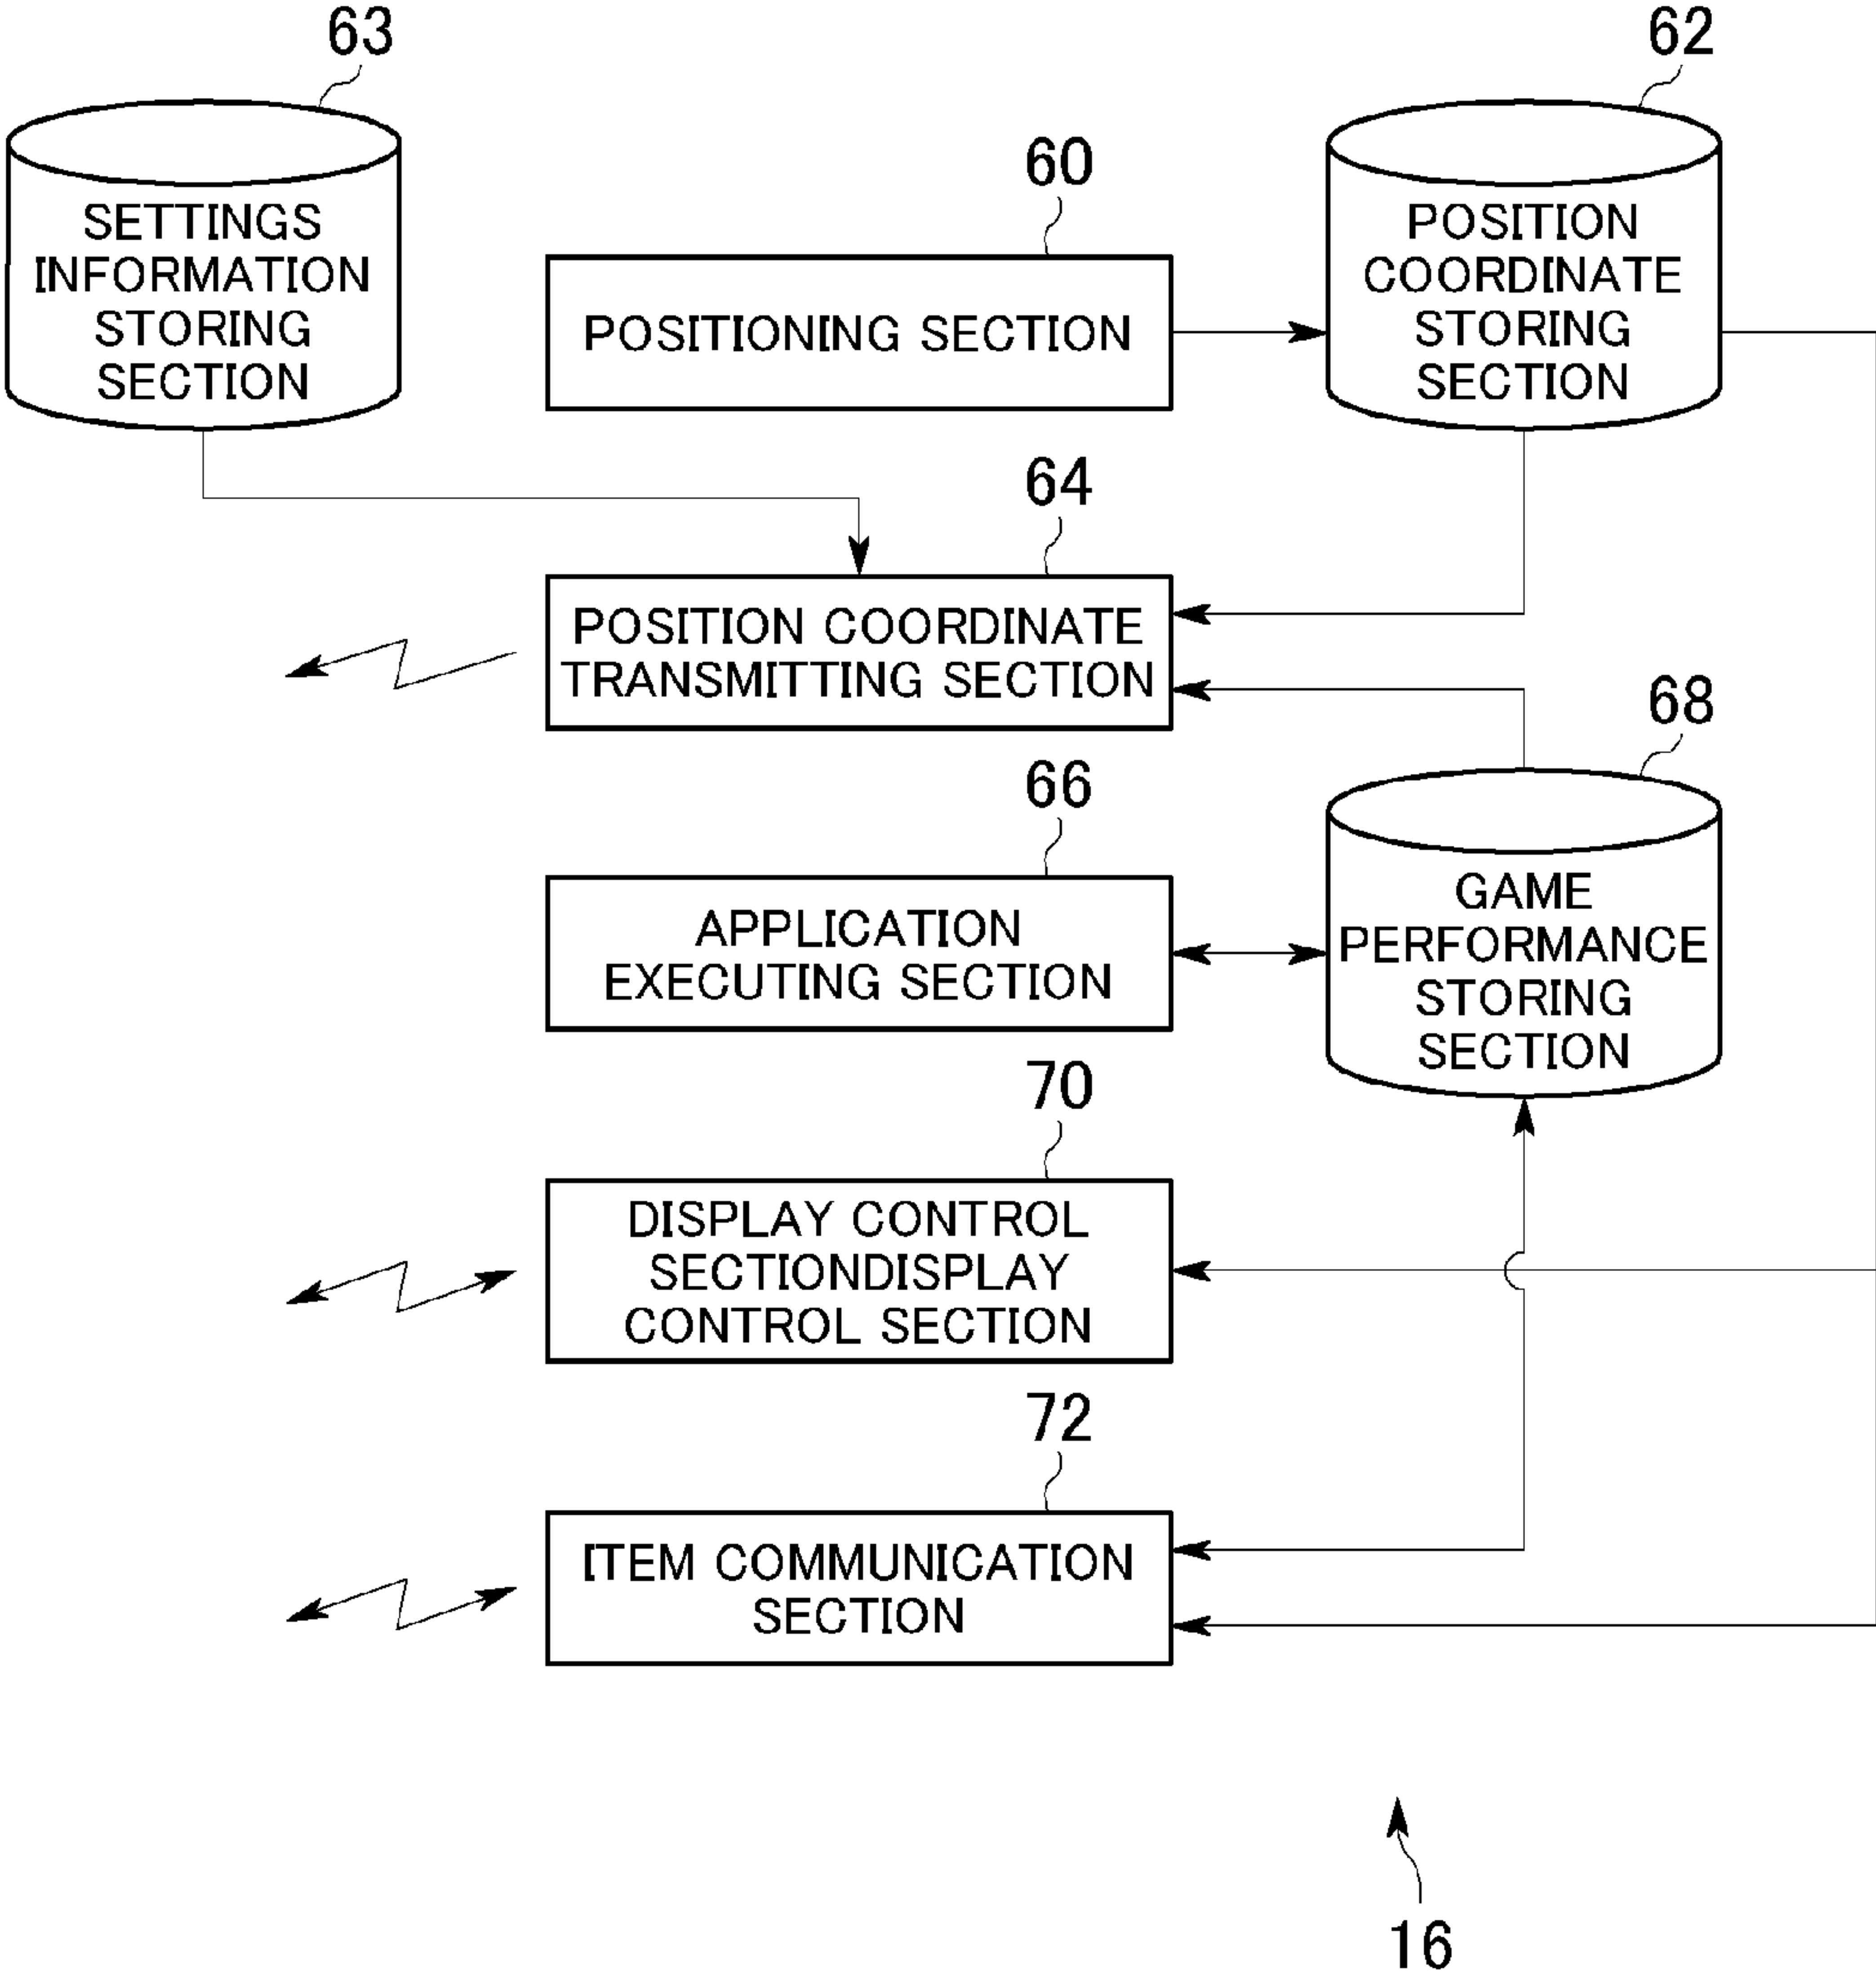 63
62
SETTINGS
INFORMATION
STORING
SECTION
60
POSITIONING SECTION
POSITION
COORDINATE
STORING
SECTION
64
POSITION COORDINATE
TRANSMITTING SECTION
68
66
APPLICATION
EXECUTING SECTION
GAME
PERFORMANCE
STORING
SECTION
70
DISPLAY CONTROL
SECTIONDISPLAY
CONTROL SECTION
72
ITEM COMMUNICATION
SECTION
16